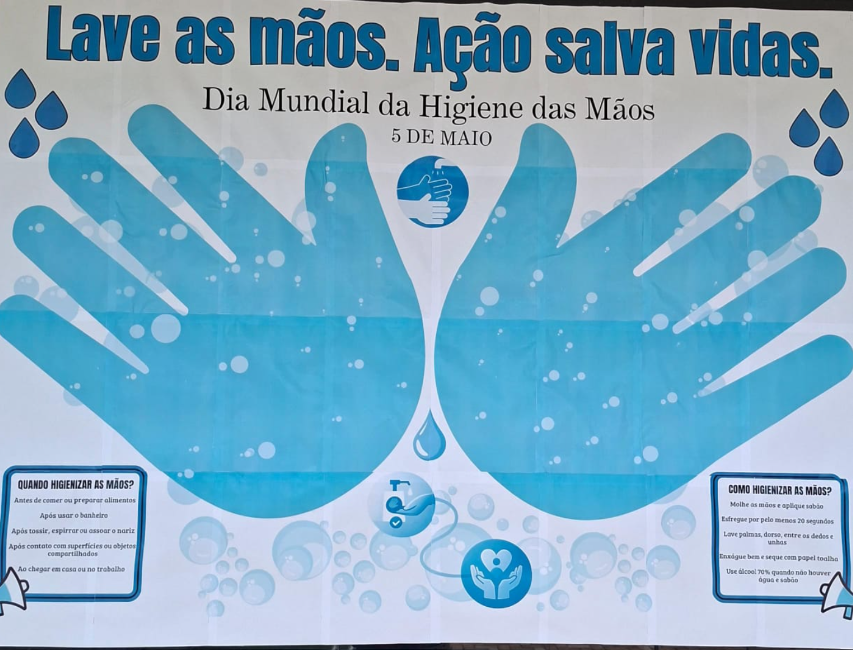 Lave as mãos. Ação salva vidas.
Dia Mundial da Higiene das Mãos
5 DE MAIO
QUANDO HIGIENIZAR AS MÃOS?
Antes de comer ou preparar alimentos
Após usar o banheiro
Após tossir, espirrar ou assoar o nariz
Após contato com superfícies ou objetos
compartilhados
Ao chegar em casa ou no trabalho
COMO HIGIENIZAR AS MÃOS?
Molhe as mãos e aplique sabão
Esfregue por pelo menos 20 segundos
Lave palmas, dorso, entre os dedos e
unhas
Enxágue bem e seque com papel toalha
Use álcool 70% quando não houver
água e sabão